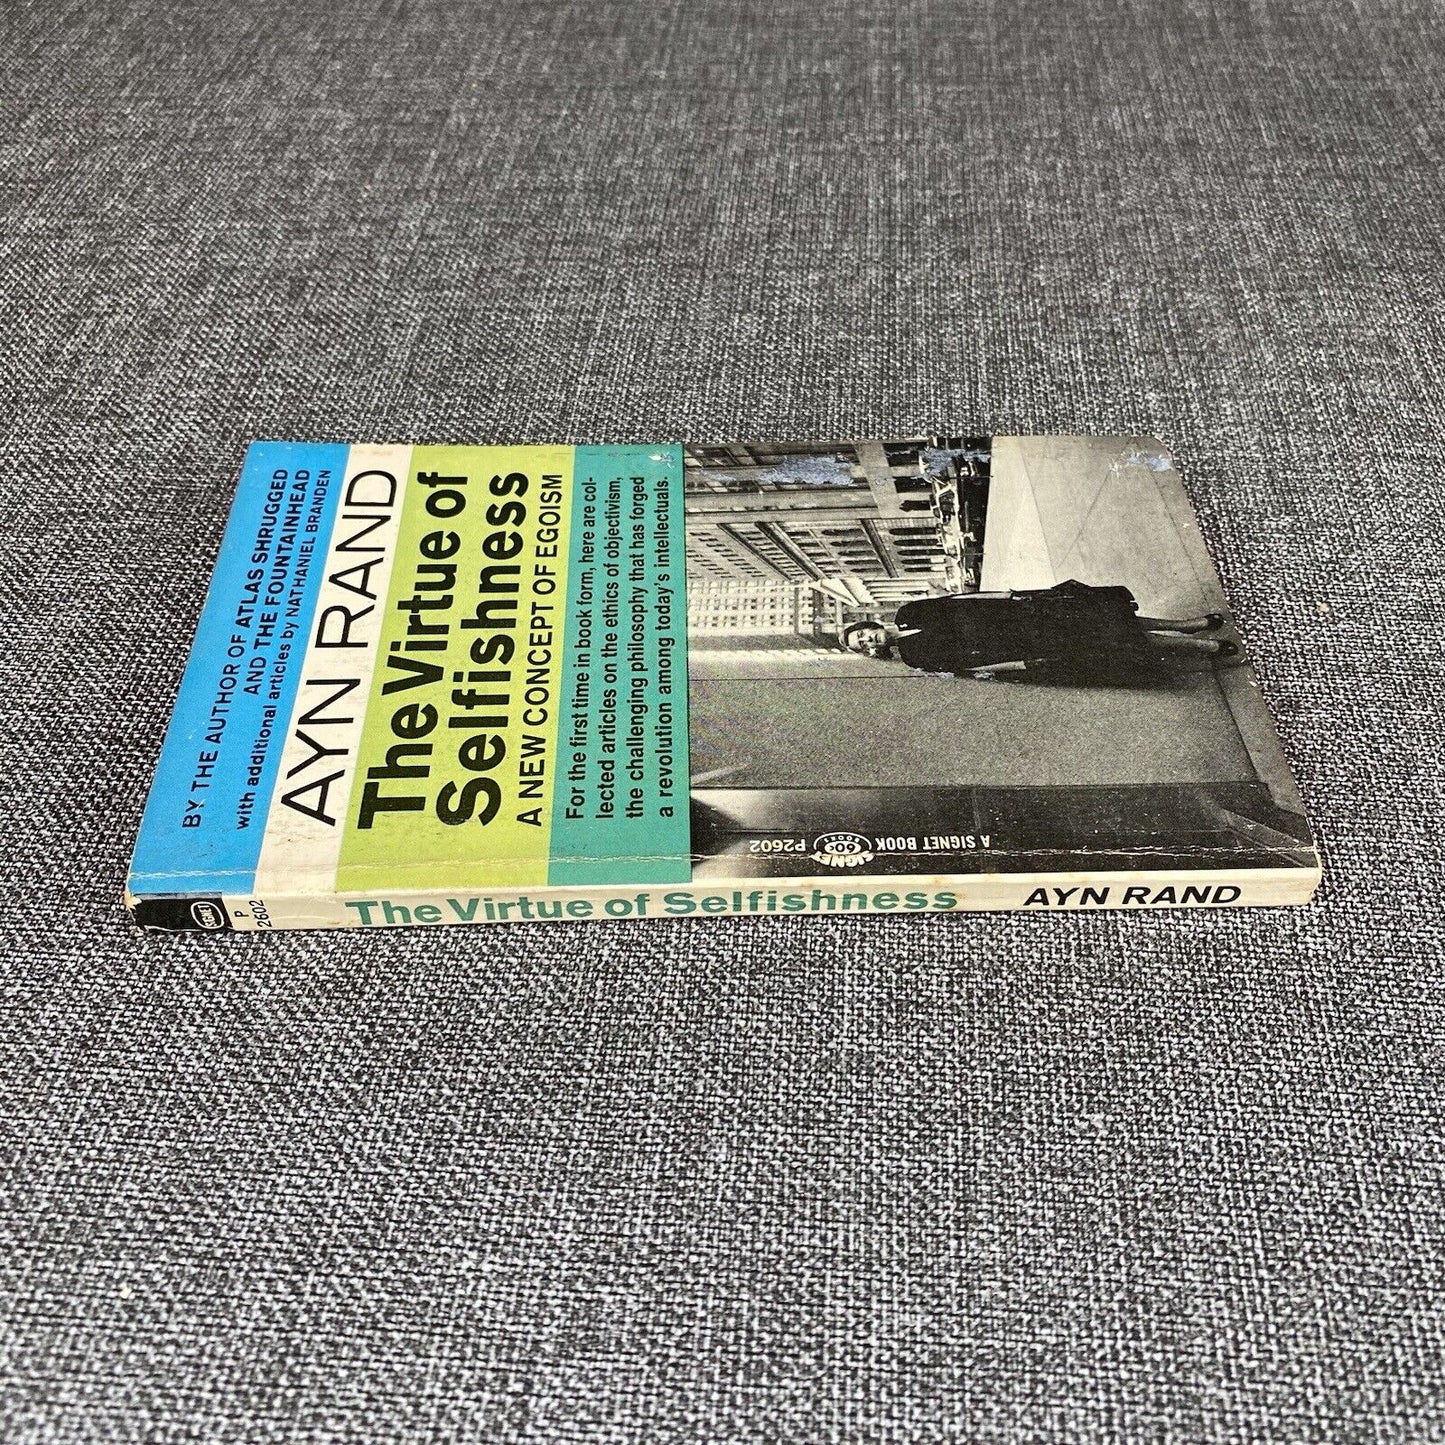 BY THE AUTHOR OF ATLAS SHRUGGED
AND THE FOUNTAINHEAD
with additional articles by NATHANIEL BRANDEN
AYN RAND
The Virtue of
Selfishness
A NEW CONCEPT OF EGOISM
For the first time in book form, here are col-
lected articles on the ethics of objectivism,
the challenging philosophy that has forged
a revolution among today's intellectuals.
SIGNET
BOOKS
P2602
A SIGNET BOOK
SIGNET
P
2602
The Virtue of Selfishness
AYN RAND